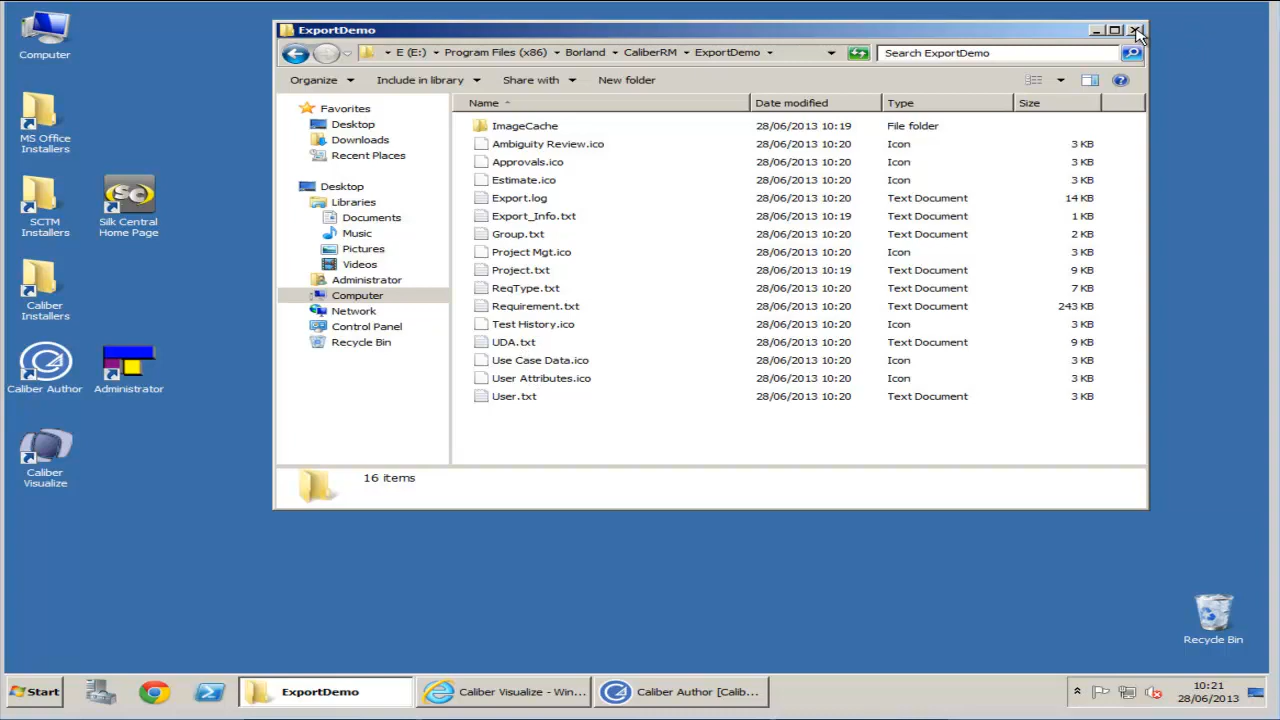 Computer
MS Office
Installers
SCTM
Installers
Silk Central
Home Page
Caliber
Installers
Caliber Author
Administrator
Caliber
Visualize
ExportDemo
E (E:) Program Files (x86) Borland CaliberRM ExportDemo
Search ExportDemo
Organize Include in library Share with New folder
Favorites
Desktop
Downloads
Recent Places
Desktop
Libraries
Documents
Music
Pictures
Videos
Administrator
Computer
Network
Control Panel
Recycle Bin
Name Date modified Type Size
ImageCache 28/06/2013 10:19 File folder
Ambiguity Review.ico 28/06/2013 10:20 Icon 3 KB
Approvals.ico 28/06/2013 10:20 Icon 3 KB
Estimate.ico 28/06/2013 10:20 Icon 3 KB
Export.log 28/06/2013 10:20 Text Document 14 KB
Export_Info.txt 28/06/2013 10:19 Text Document 1 KB
Group.txt 28/06/2013 10:20 Text Document 2 KB
Project Mgt.ico 28/06/2013 10:20 Icon 3 KB
Project.txt 28/06/2013 10:19 Text Document 9 KB
ReqType.txt 28/06/2013 10:20 Text Document 7 KB
Requirement.txt 28/06/2013 10:20 Text Document 243 KB
Test History.ico 28/06/2013 10:20 Icon 3 KB
UDA.txt 28/06/2013 10:20 Text Document 9 KB
Use Case Data.ico 28/06/2013 10:20 Icon 3 KB
User Attributes.ico 28/06/2013 10:20 Icon 3 KB
User.txt 28/06/2013 10:20 Text Document 3 KB
16 items
Recycle Bin
Start ExportDemo Caliber Visualize - Win... Caliber Author [Calib...
10:21
28/06/2013